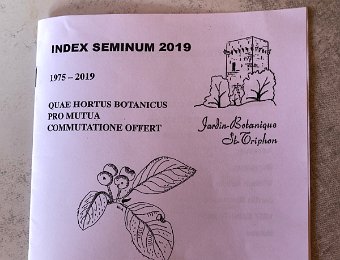 INDEX SEMINUM 2019
1975 – 2019
QUAE HORTUS BOTANICUS
PRO MUTUA
COMMUTATIONE OFFERT
Jardin-Botanique
St-Triphon